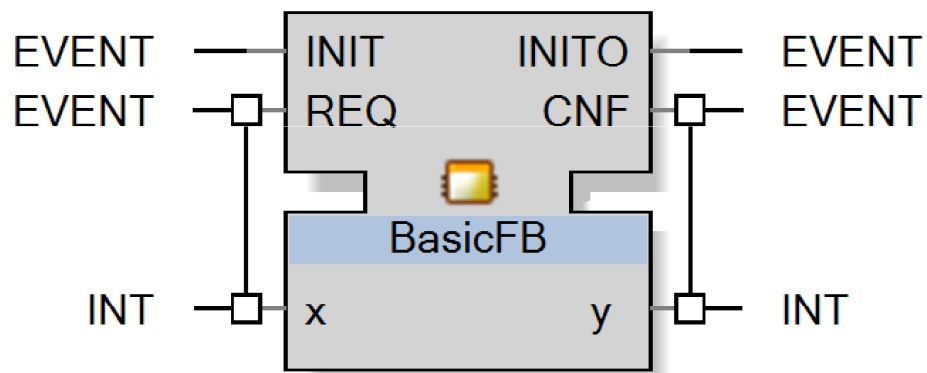 EVENT INIT INITO EVENT
EVENT REQ CNF EVENT
BasicFB
INT x y INT